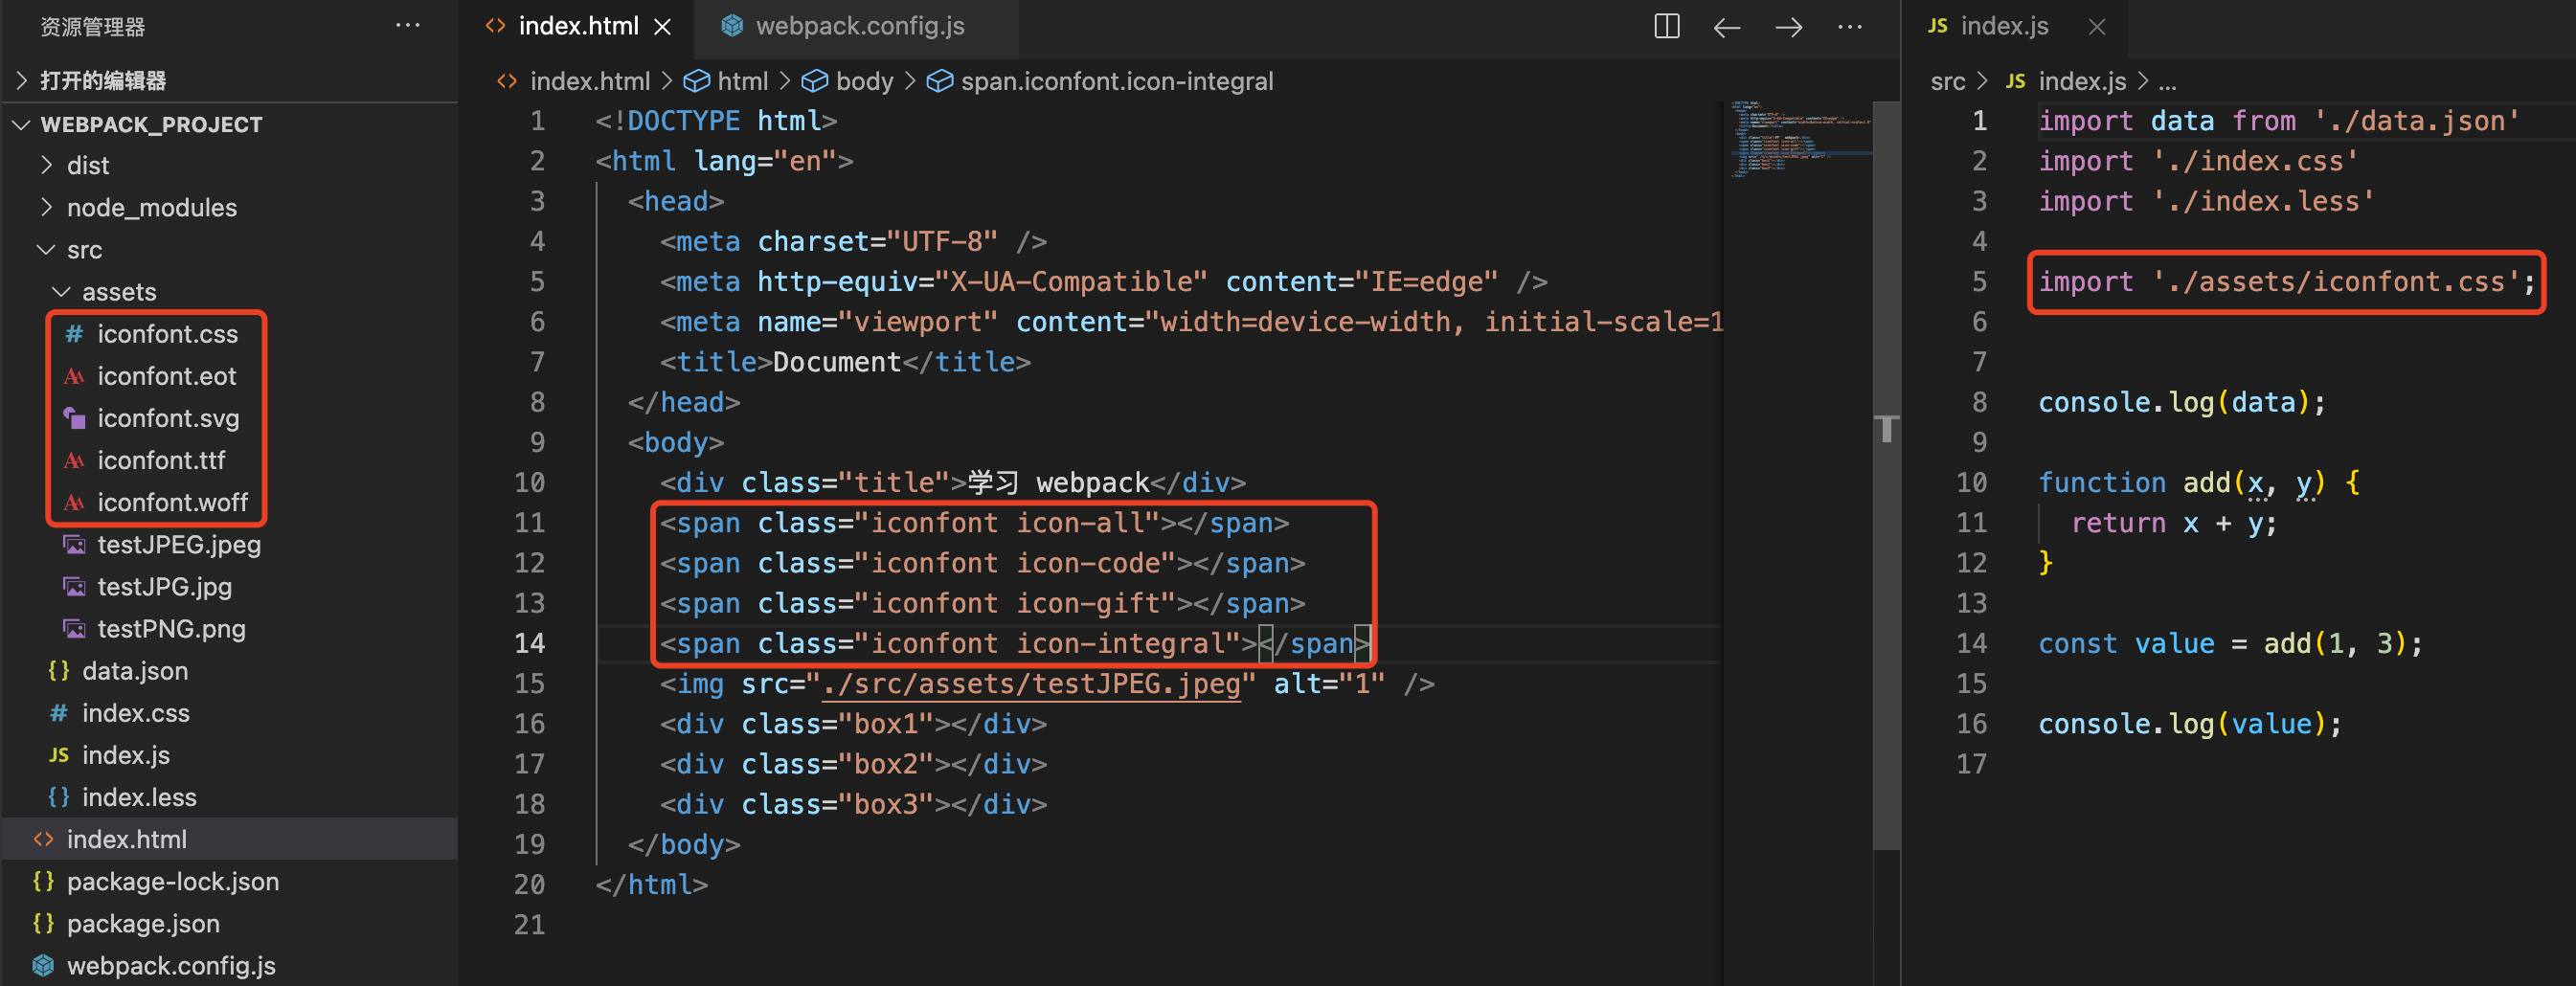 资源管理器
···
打开的编辑器
WEBPACK_PROJECT
dist
node_modules
src
assets
# iconfont.css
iconfont.eot
iconfont.svg
iconfont.ttf
iconfont.woff
testJPEG.jpeg
testJPG.jpg
testPNG.png
{} data.json
# index.css
JS index.js
{} index.less
<> index.html
{} package-lock.json
{} package.json
webpack.config.js
<> index.html
webpack.config.js
···
<> index.html > html > body > span.iconfont.icon-integral
1 <!DOCTYPE html>
2 <html lang="en">
3 <head>
4 <meta charset="UTF-8" />
5 <meta http-equiv="X-UA-Compatible" content="IE=edge" />
6 <meta name="viewport" content="width=device-width, initial-scale=1
7 <title>Document</title>
8 </head>
9 <body>
10 <div class="title">学习 webpack</div>
11 <span class="iconfont icon-all"></span>
12 <span class="iconfont icon-code"></span>
13 <span class="iconfont icon-gift"></span>
14 <span class="iconfont icon-integral"></span>
15 <img src="./src/assets/testJPEG.jpeg" alt="1" />
16 <div class="box1"></div>
17 <div class="box2"></div>
18 <div class="box3"></div>
19 </body>
20 </html>
21
JS index.js
src > JS index.js > ...
1 import data from './data.json'
2 import './index.css'
3 import './index.less'
4
5 import './assets/iconfont.css';
6
7
8 console.log(data);
9
10 function add(x, y) {
11 return x + y;
12 }
13
14 const value = add(1, 3);
15
16 console.log(value);
17